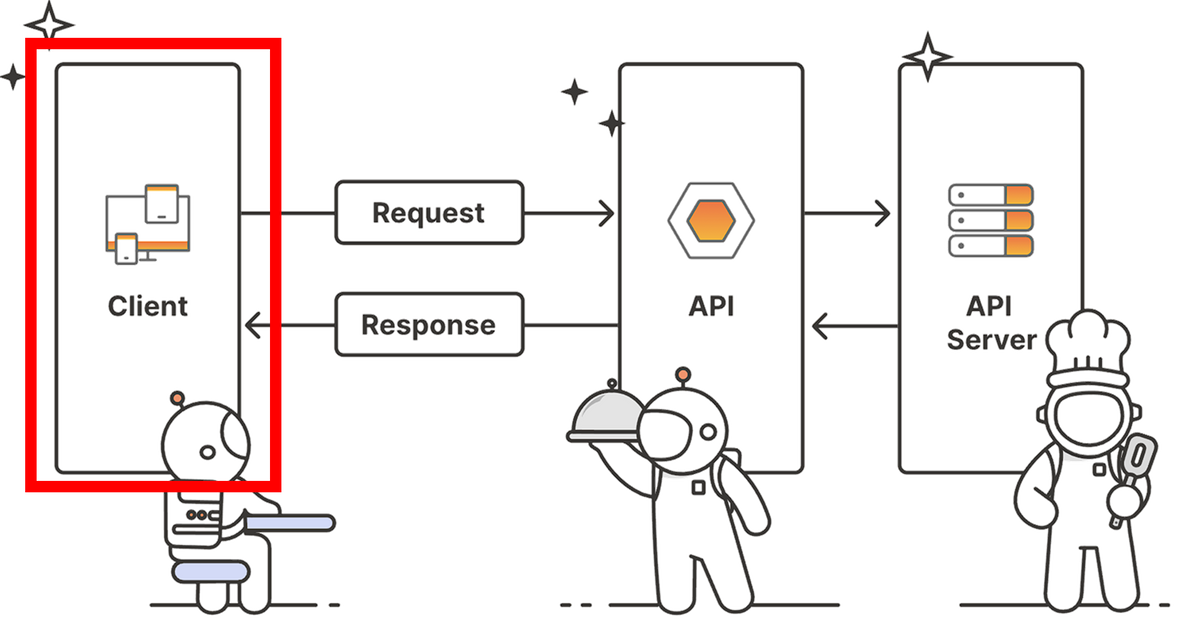 Client
Request
Response
API
API
Server